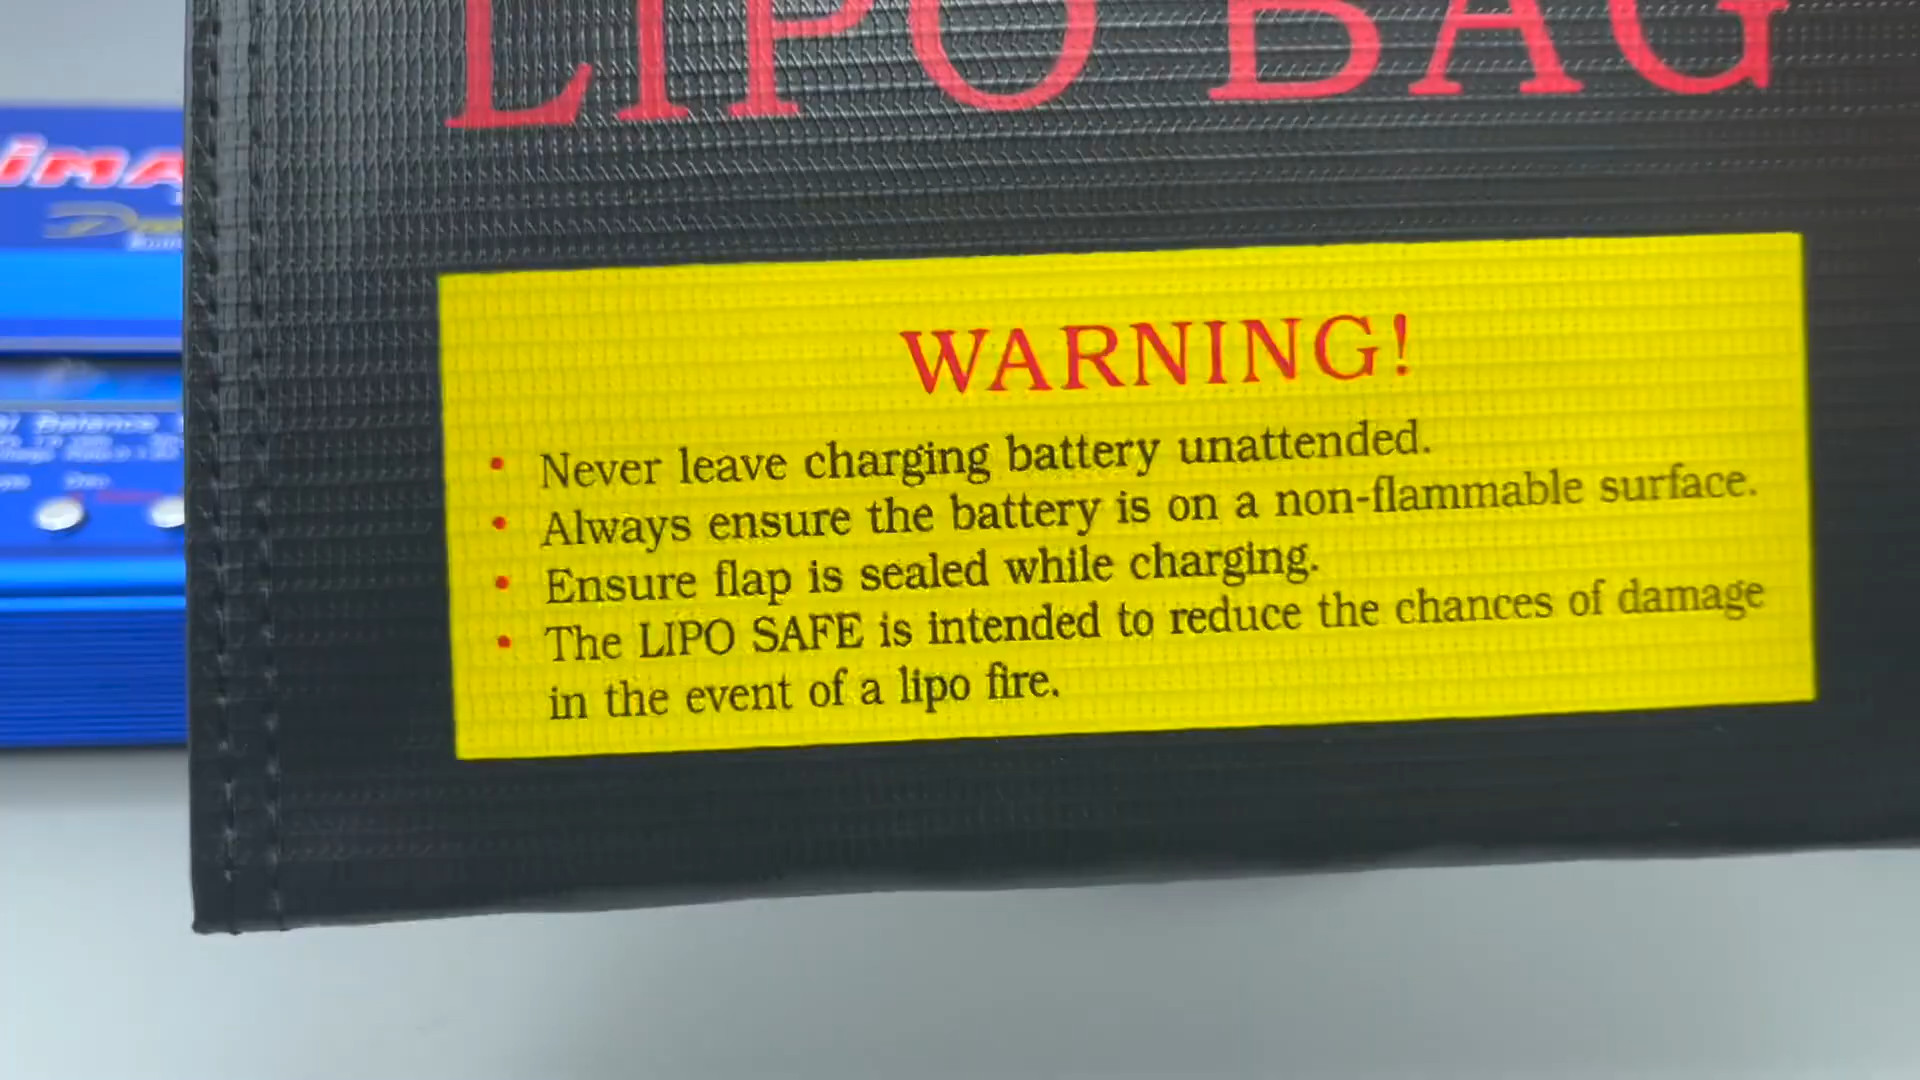 LIPO BAG
iMA
Balance
WARNING!
• Never leave charging battery unattended.
• Always ensure the battery is on a non-flammable surface.
• Ensure flap is sealed while charging.
• The LIPO SAFE is intended to reduce the chances of damage
in the event of a lipo fire.